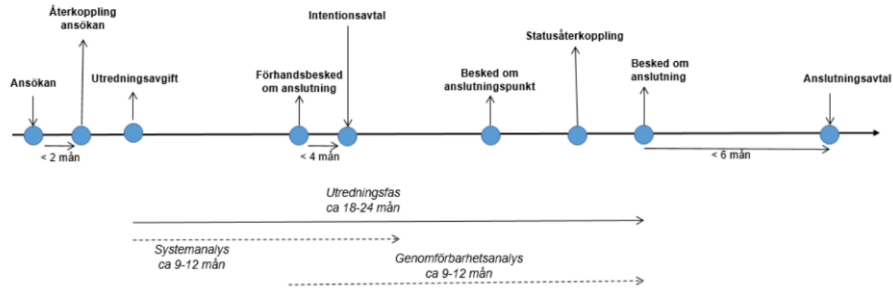 Återkoppling
ansökan
Intentionsavtal
Statusåterkoppling
Ansökan
Utredningsavgift
Förhandsbesked
om anslutning
Besked om
anslutningspunkt
Besked om
anslutning
Anslutningsavtal
< 2 mån
< 4 mån
< 6 mån
Utredningsfas
ca 18-24 mån
Systemanalys
ca 9-12 mån
Genomförbarhetsanalys
ca 9-12 mån